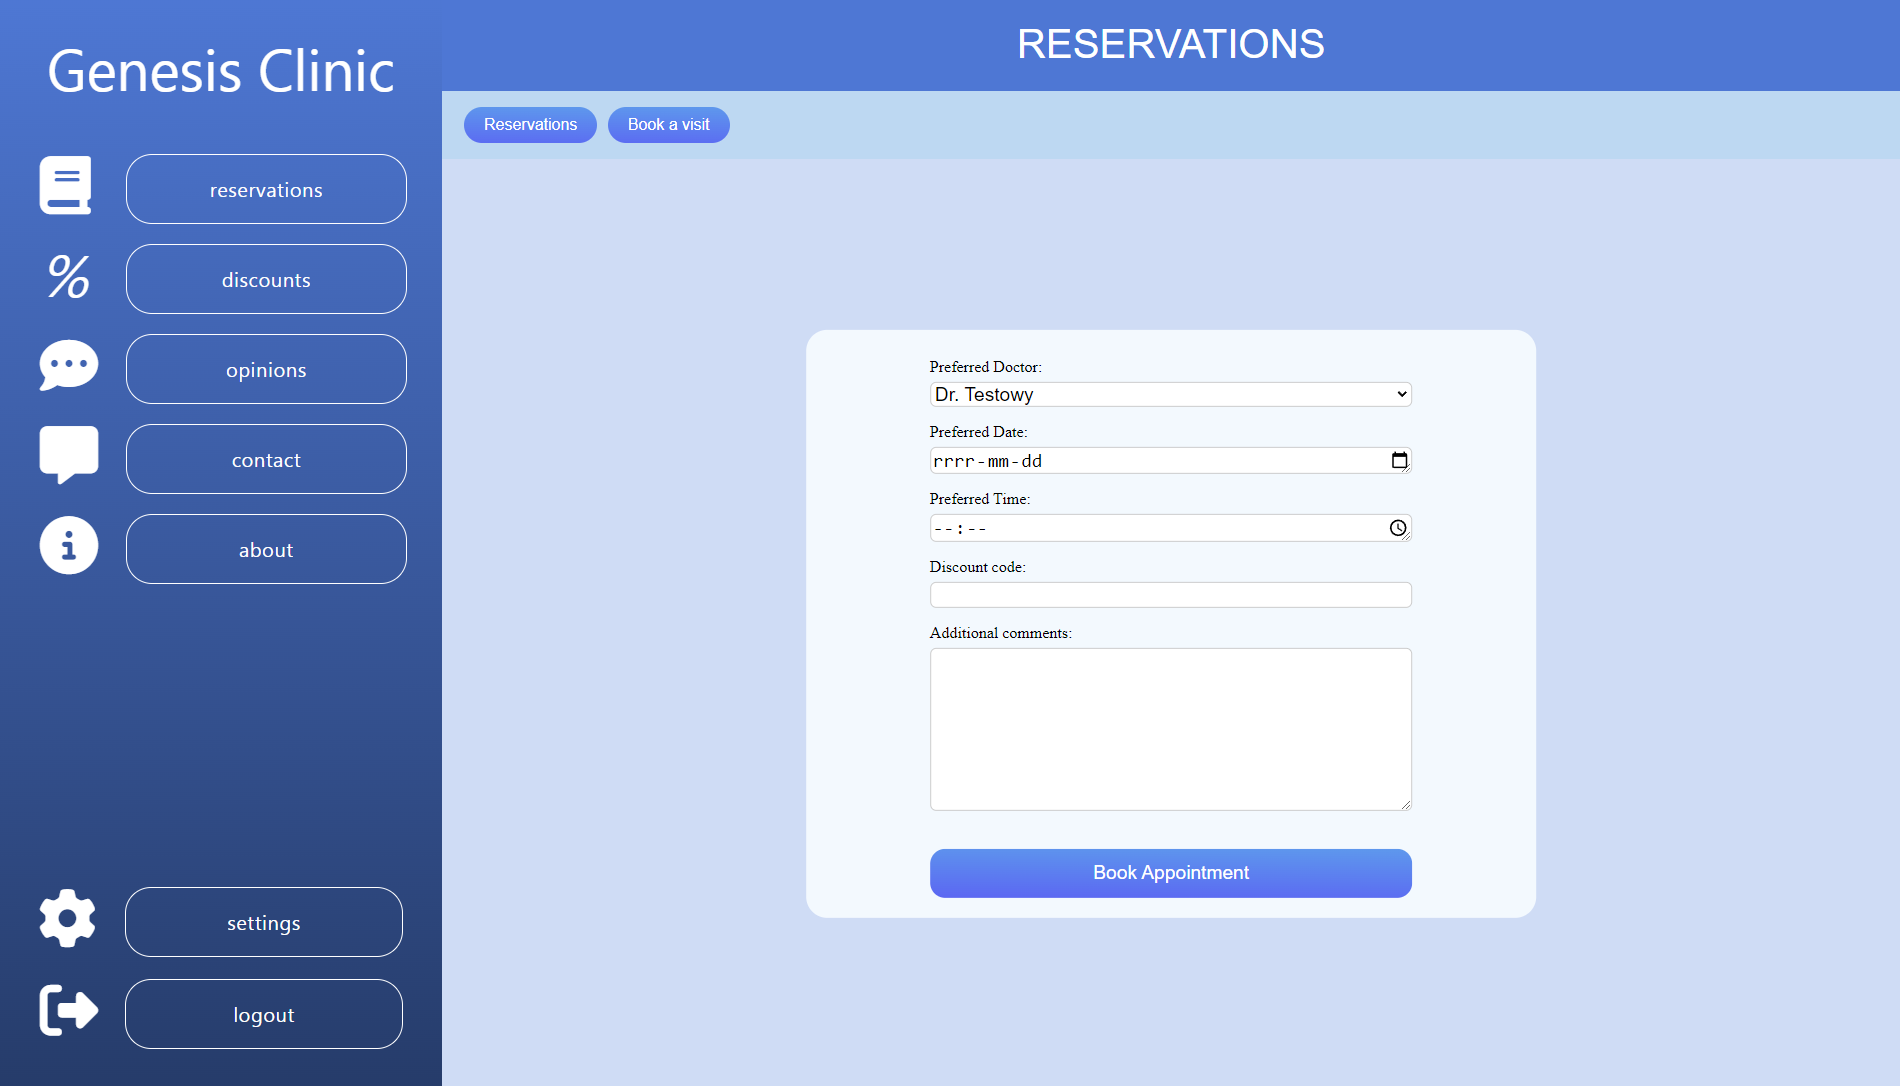 Genesis Clinic
reservations
%
discounts
opinions
contact
about
settings
logout
RESERVATIONS
Reservations
Book a visit
Preferred Doctor:
Dr. Testowy
Preferred Date:
rrrr-mm-dd
Preferred Time:
--:--
Discount code:
Additional comments:
Book Appointment